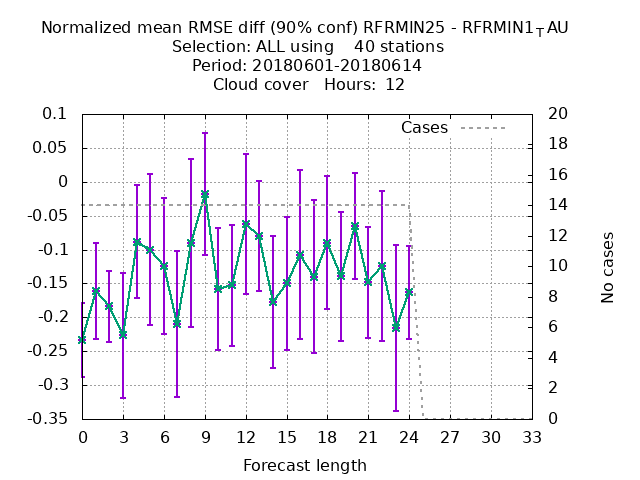 Normalized mean RMSE diff (90% conf) RFRMIN25 - RFRMIN1_TAU
Selection: ALL using    40 stations
Period: 20180601-20180614
Cloud cover   Hours:  12
Cases
0.1
0.05
0
-0.05
-0.1
-0.15
-0.2
-0.25
-0.3
-0.35
20
18
16
14
12
10
8
6
4
2
0
No cases
0 3 6 9 12 15 18 21 24 27 30 33
Forecast length